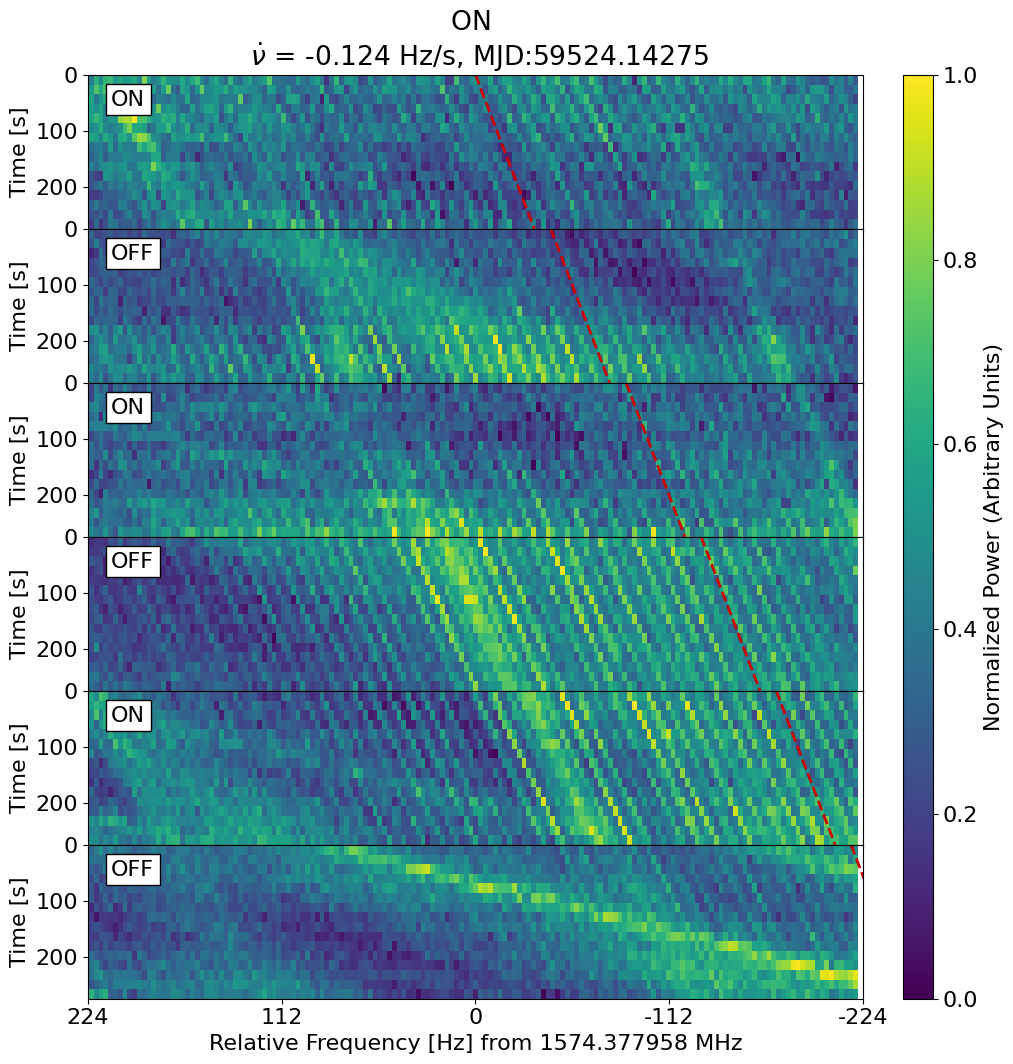 ON
ν̇ = -0.124 Hz/s, MJD:59524.14275
0
ON
Time [s]
100
200
0
OFF
Time [s]
100
200
0
ON
Time [s]
100
200
0
OFF
Time [s]
100
200
0
ON
Time [s]
100
200
0
OFF
Time [s]
100
200
224 112 0 -112 -224
Relative Frequency [Hz] from 1574.377958 MHz
1.0
0.8
0.6
0.4
0.2
0.0
Normalized Power (Arbitrary Units)